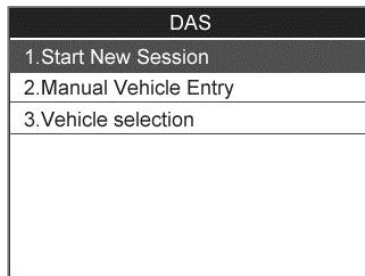 DAS
1.Start New Session
2.Manual Vehicle Entry
3.Vehicle selection